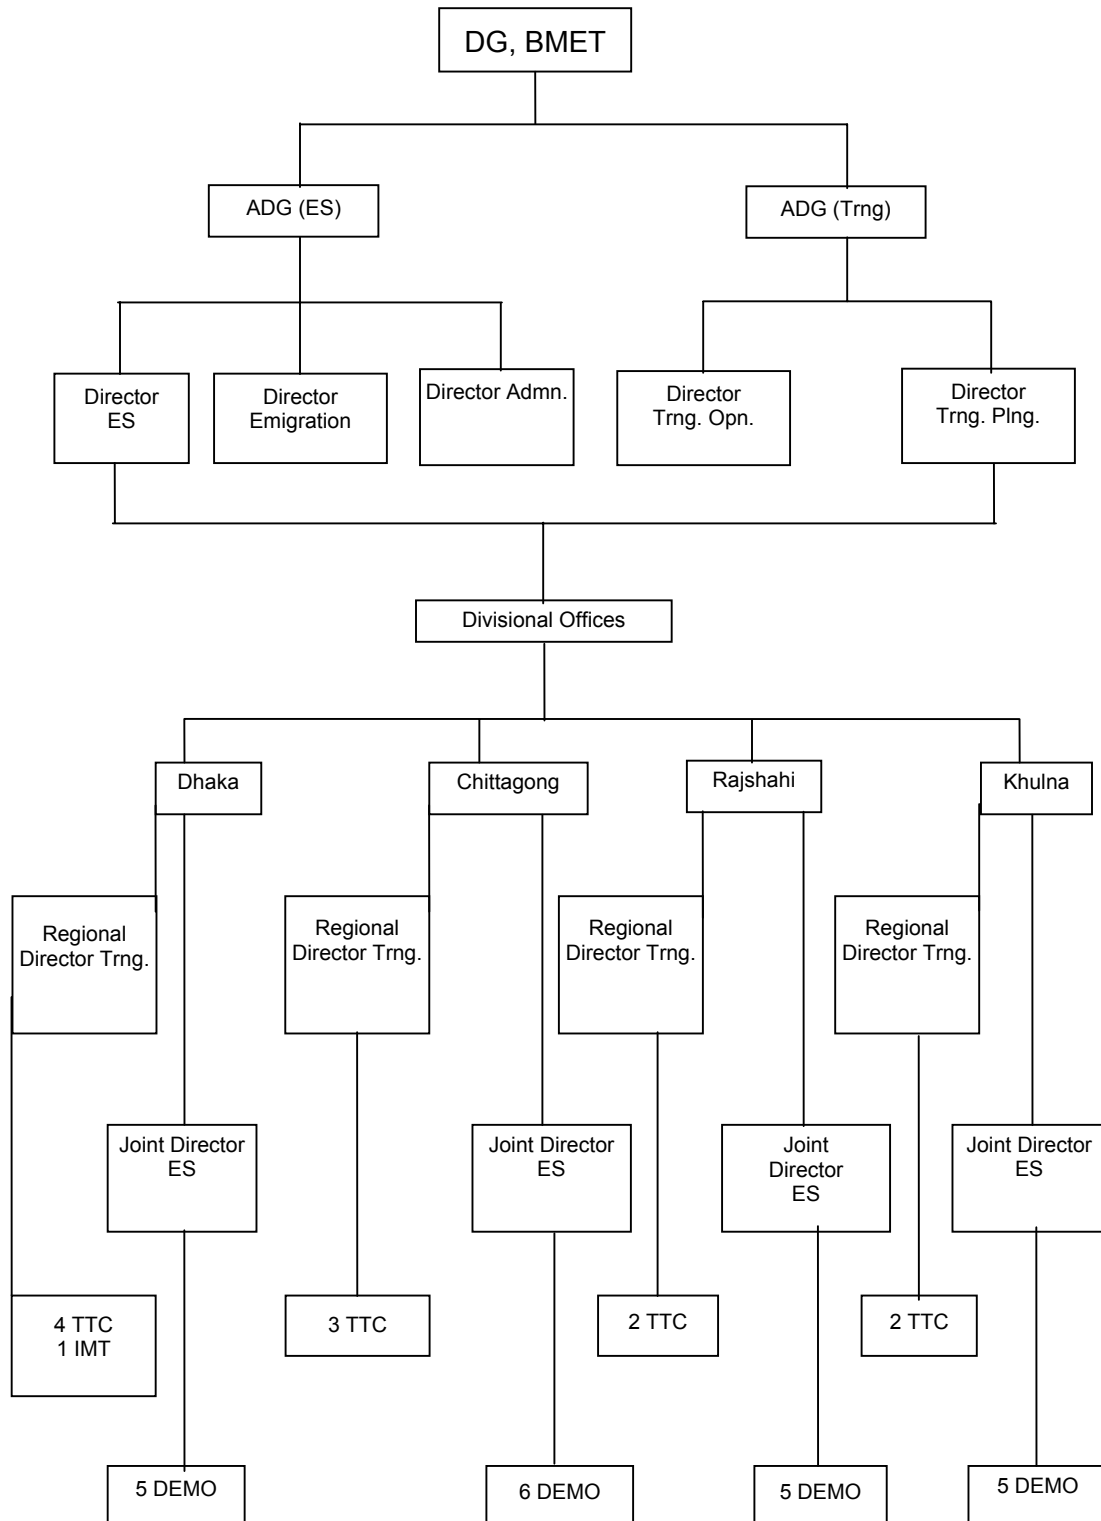 DG, BMET
ADG (ES)
ADG (Trng)
Director
ES
Director
Emigration
Director Admn.
Director
Trng. Opn.
Director
Trng. Plng.
Divisional Offices
Dhaka
Chittagong
Rajshahi
Khulna
Regional
Director Trng.
Regional
Director Trng.
Regional
Director Trng.
Regional
Director Trng.
Joint Director
ES
Joint Director
ES
Joint
Director
ES
Joint Director
ES
4 TTC
1 IMT
3 TTC
2 TTC
2 TTC
5 DEMO
6 DEMO
5 DEMO
5 DEMO